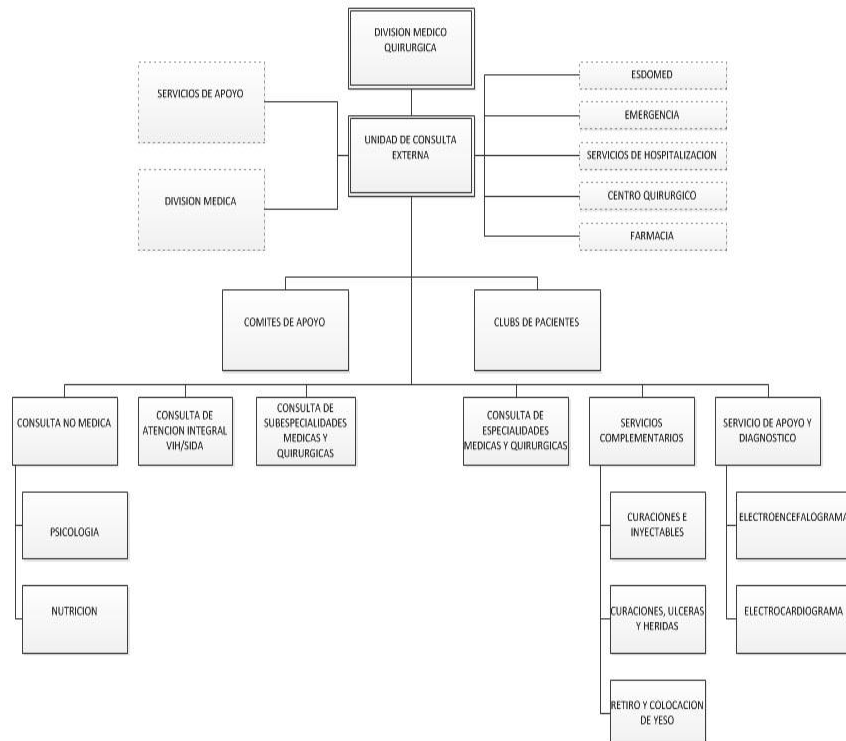 DIVISION MEDICO
QUIRURGICA
SERVICIOS DE APOYO
ESDOMED
EMERGENCIA
UNIDAD DE CONSULTA
EXTERNA
SERVICIOS DE HOSPITALIZACION
DIVISION MEDICA
CENTRO QUIRURGICO
FARMACIA
COMITES DE APOYO
CLUBS DE PACIENTES
CONSULTA NO MEDICA
CONSULTA DE
ATENCION INTEGRAL
VIH/SIDA
CONSULTA DE
SUBESPECIALIDADES
MEDICAS Y
QUIRURGICAS
CONSULTA DE
ESPECIALIDADES
MEDICAS Y QUIRURGICAS
SERVICIOS
COMPLEMENTARIOS
SERVICIO DE APOYO Y
DIAGNOSTICO
PSICOLOGIA
CURACIONES E
INYECTABLES
ELECTROENCEFALOGRAMA
NUTRICION
CURACIONES, ULCERAS
Y HERIDAS
ELECTROCARDIOGRAMA
RETIRO Y COLOCACION
DE YESO